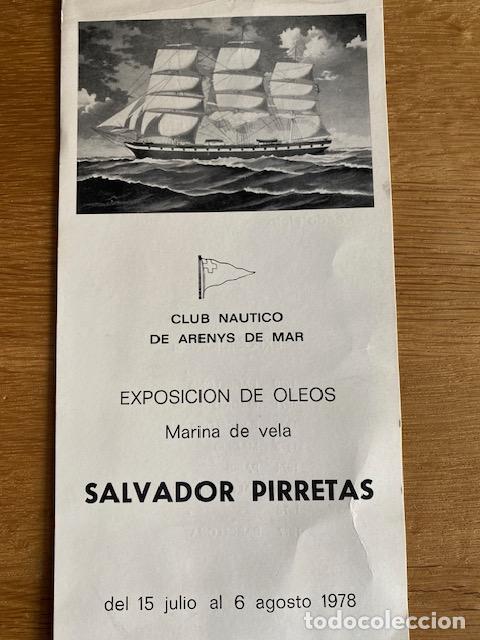 CLUB NAUTICO
DE ARENYS DE MAR
EXPOSICION DE OLEOS
Marina de vela
SALVADOR PIRRETAS
del 15 julio al 6 agosto 1978
todocoleccion